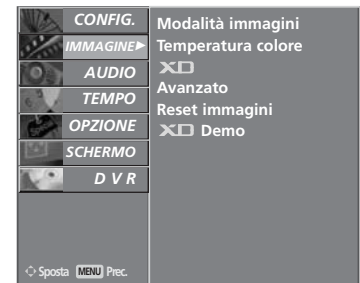 CONFIG.
IMMAGINE
AUDIO
TEMPO
OPZIONE
SCHERMO
D V R
Sposta MENU Prec.
Modalità immagini
Temperatura colore
XD
Avanzato
Reset immagini
XD Demo